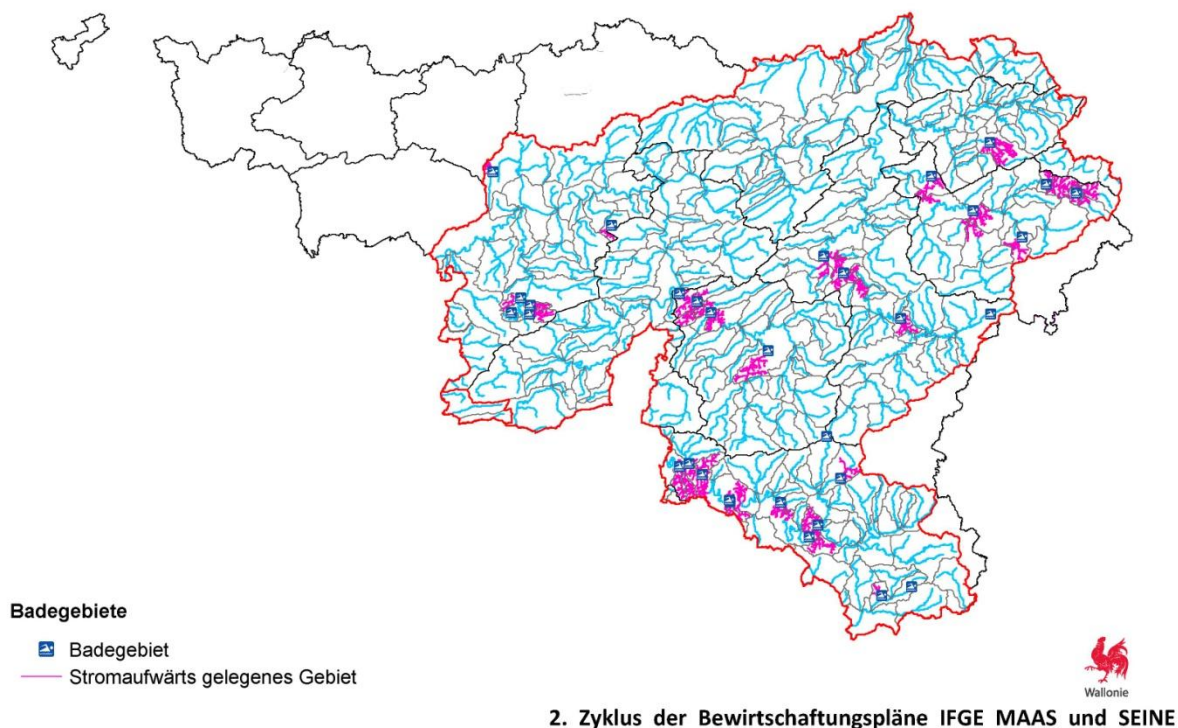 Badegebiete
Badegebiet
Stromaufwärts gelegenes Gebiet
Wallonie
2. Zyklus der Bewirtschaftungspläne IFGE MAAS und SEINE